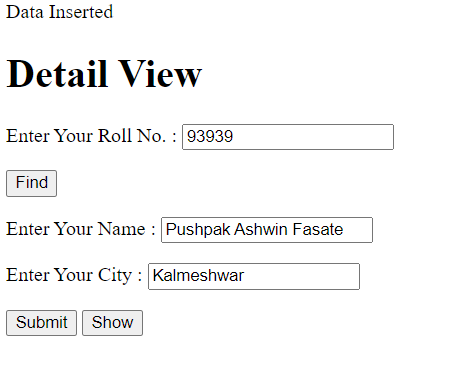 Data Inserted
Detail View
Enter Your Roll No. : 93939
Find
Enter Your Name : Pushpak Ashwin Fasate
Enter Your City : Kalmeshwar
Submit Show